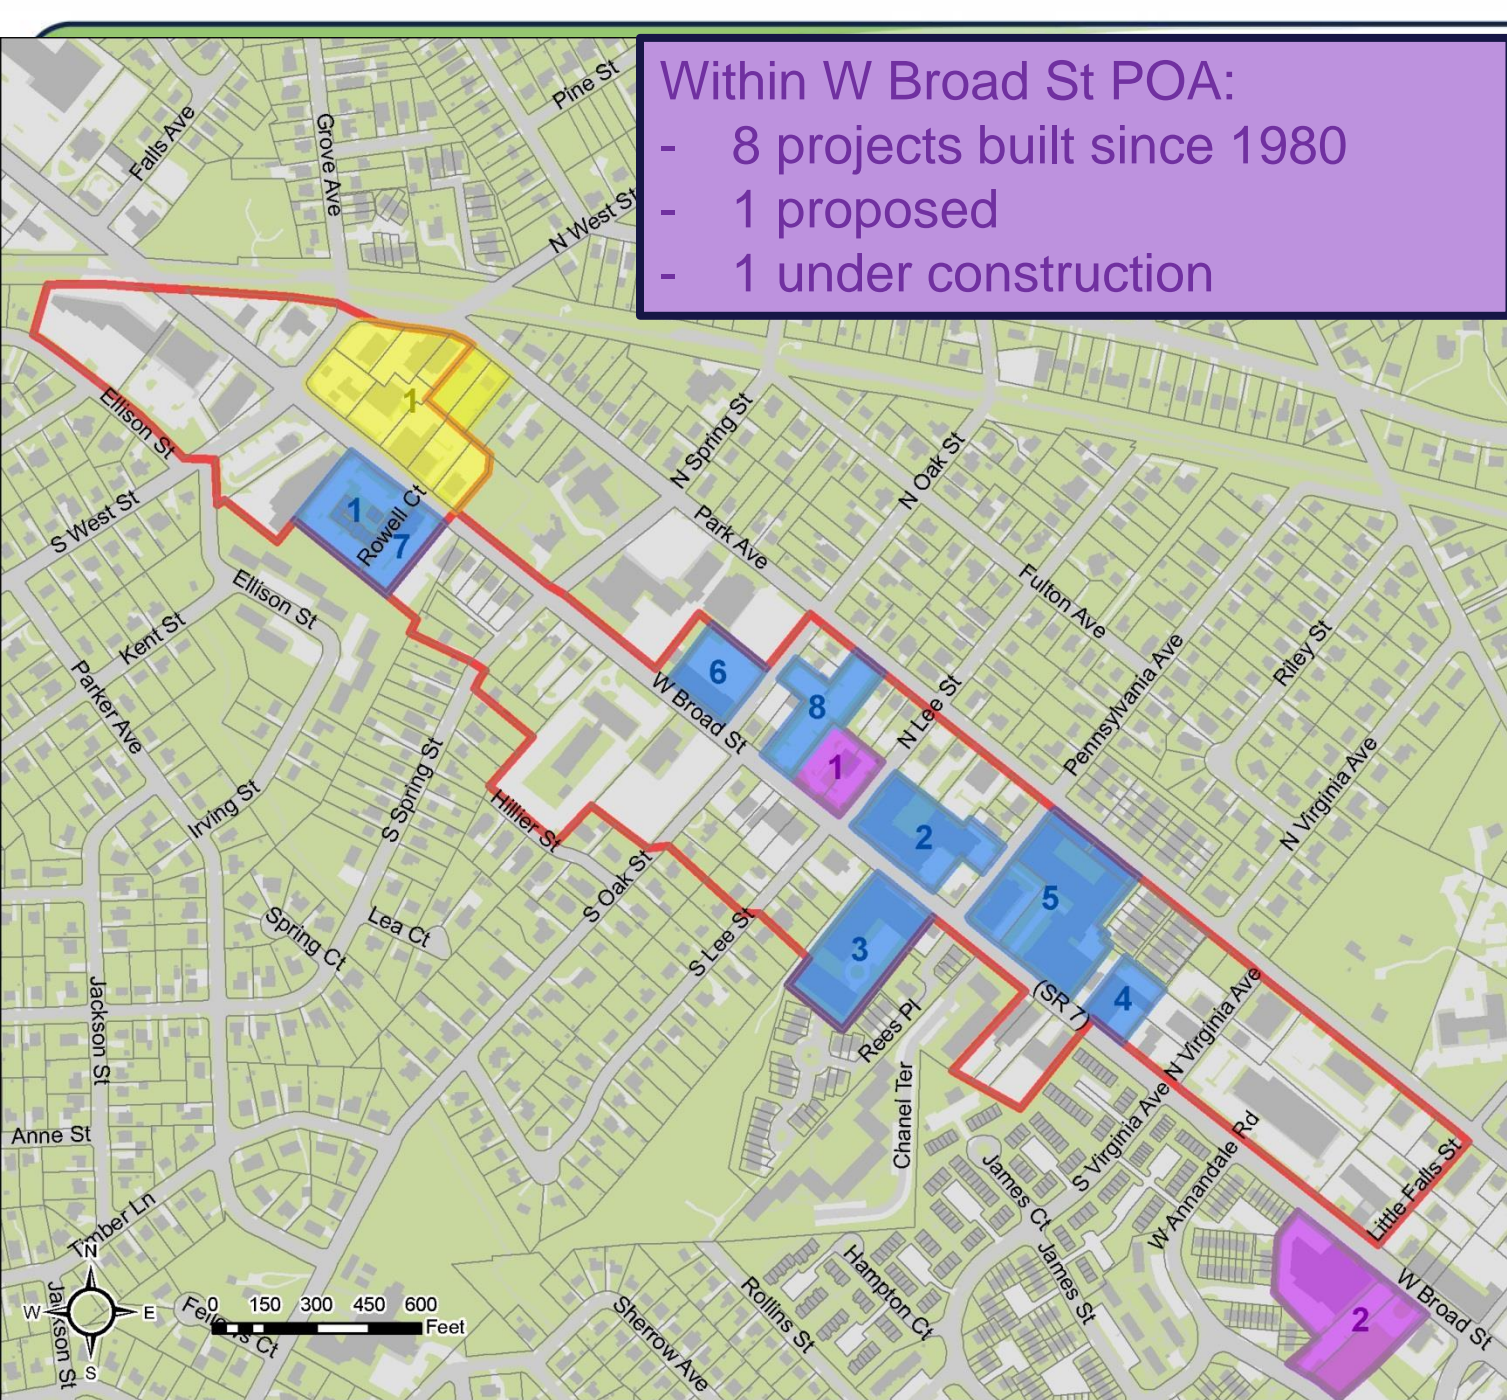 Within W Broad St POA:
- 8 projects built since 1980
- 1 proposed
- 1 under construction
Pine St
Falls Ave
Grove Ave
N West St
Ellison St
1
N Spring St
N Oak St
S West St
1
Rowell Ct
7
Park Ave
Ellison St
Kent St
Fulton Ave
Parker Ave
Riley St
6
W Broad St
8
N Lee St
Pennsylvania Ave
1
Irving St
S Spring St
Hillier St
2
N Virginia Ave
5
S Oak St
Spring Ct
Lea Ct
S Lee St
3
(SR 7)
4
Jackson St
Rees Pl
N Virginia Ave
N Virginia Ave
Chanel Ter
Anne St
S Virginia Ave
James Ct
W Annandale Rd
Little Falls St
Timber Ln
N
W
E
S
Jackson St
Fellows Ct
0 150 300 450 600
Feet
Hampton Ct
James St
Rollins St
Sherrow Ave
W Broad St
2